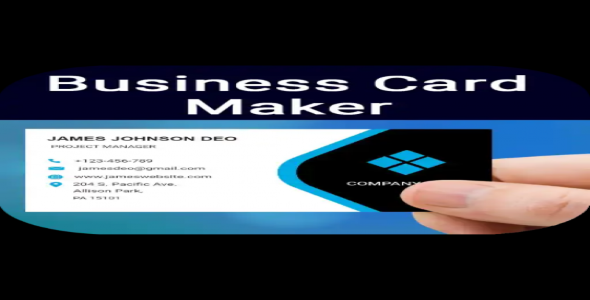 Business Card
Maker
JAMES JOHNSON DEO
PROJECT MANAGER
+123-456-789
jamesdeo@gmail.com
www.jameswebsite.com
204 S. Pacific Ave.
Allison Park,
PA 15101
COMPANY